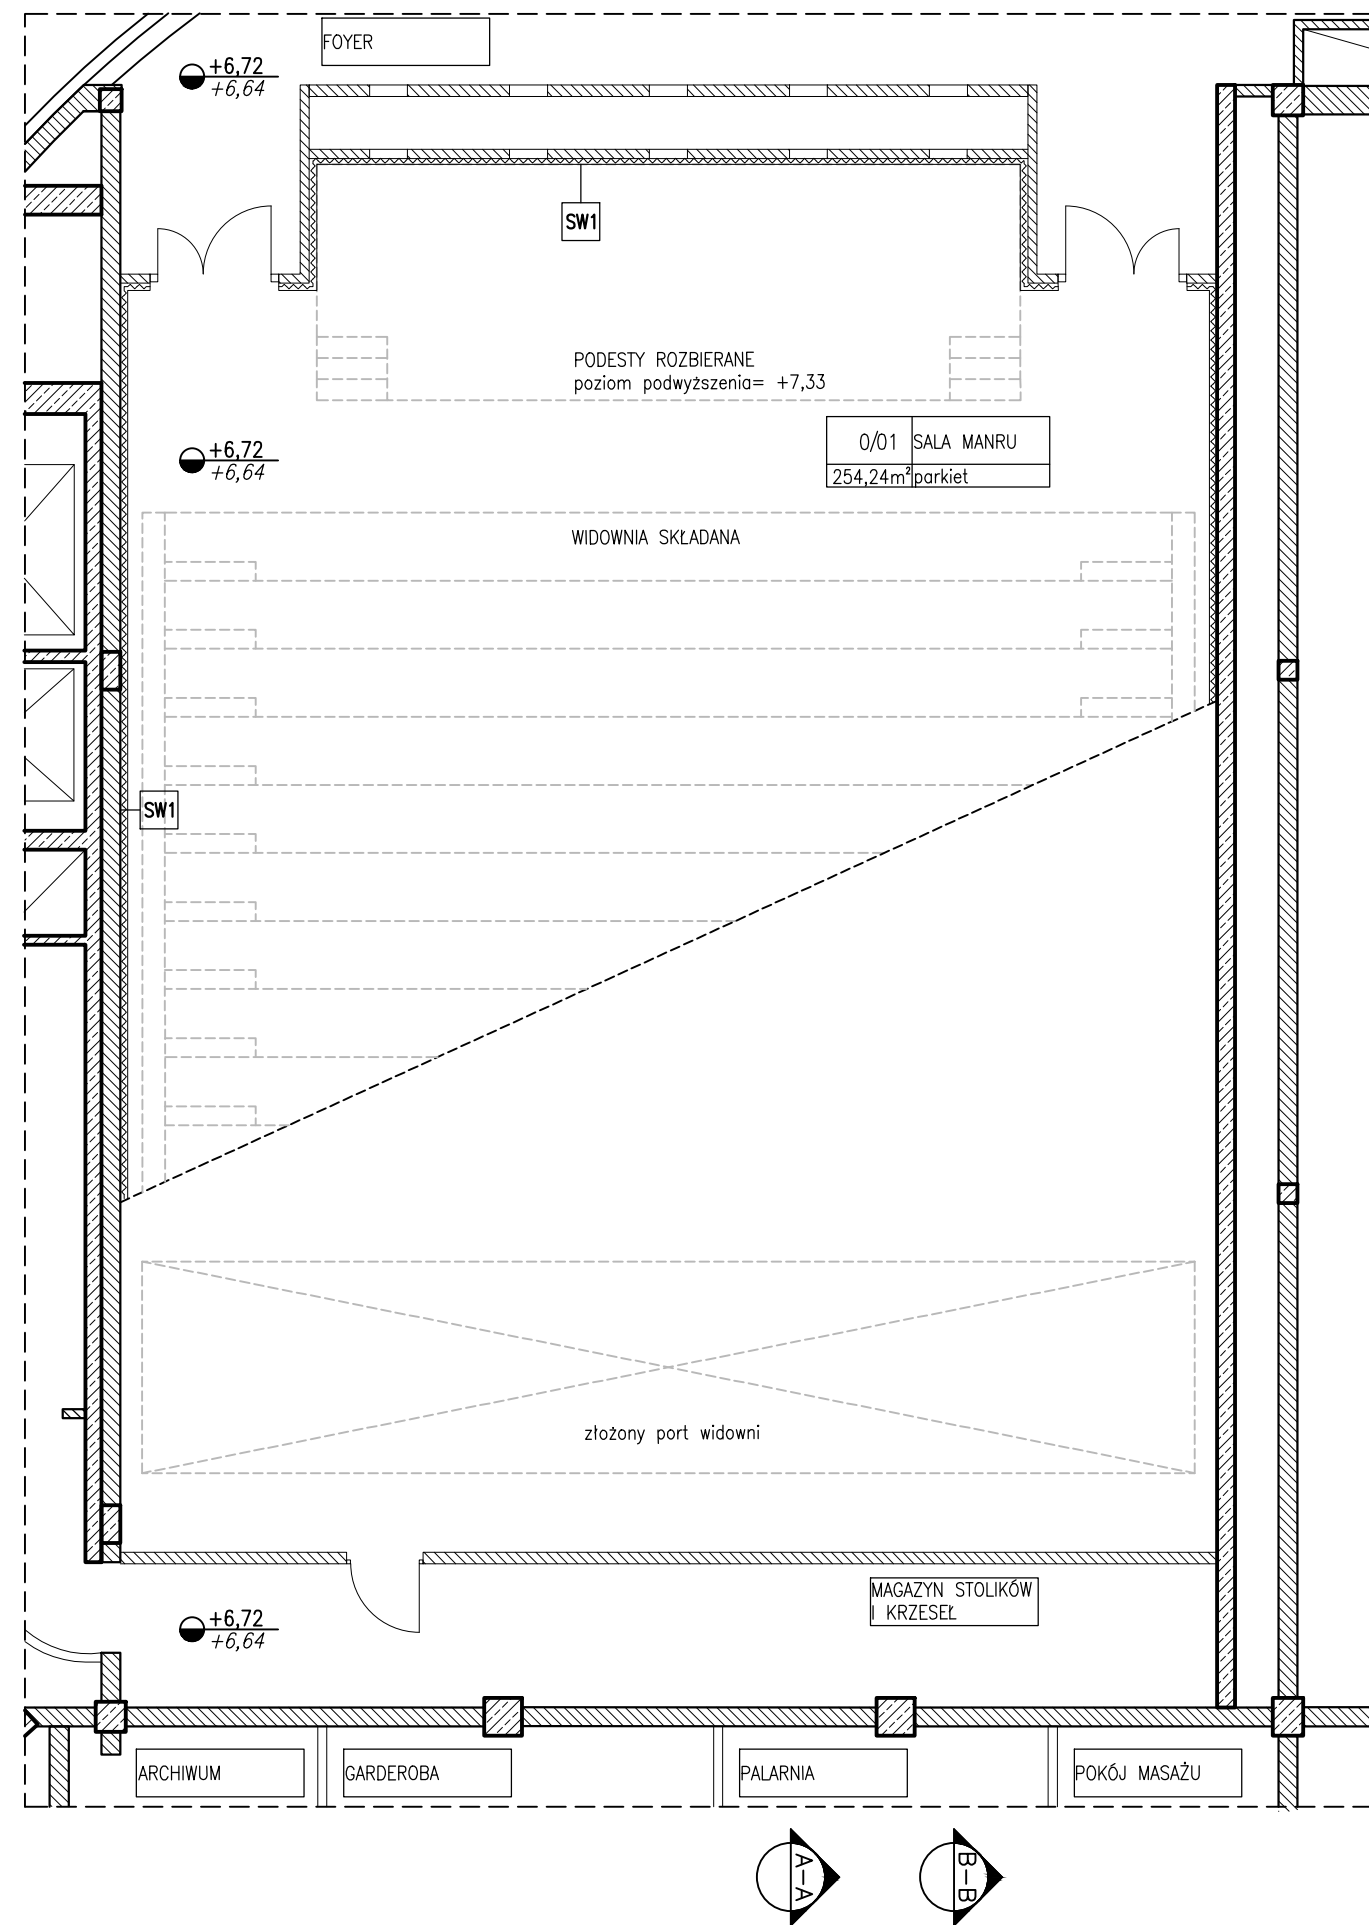 FOYER
+6,72
+6,64
SW1
PODESTY ROZBIERANE
poziom podwyższenia= +7,33
0/01 SALA MANRU
254,24m² parkiet
+6,72
+6,64
WIDOWNIA SKŁADANA
SW1
złożony port widowni
MAGAZYN STOLIKÓW
I KRZESEŁ
+6,72
+6,64
ARCHIWUM
GARDEROBA
PALARNIA
POKÓJ MASAŻU
A-A
B-B